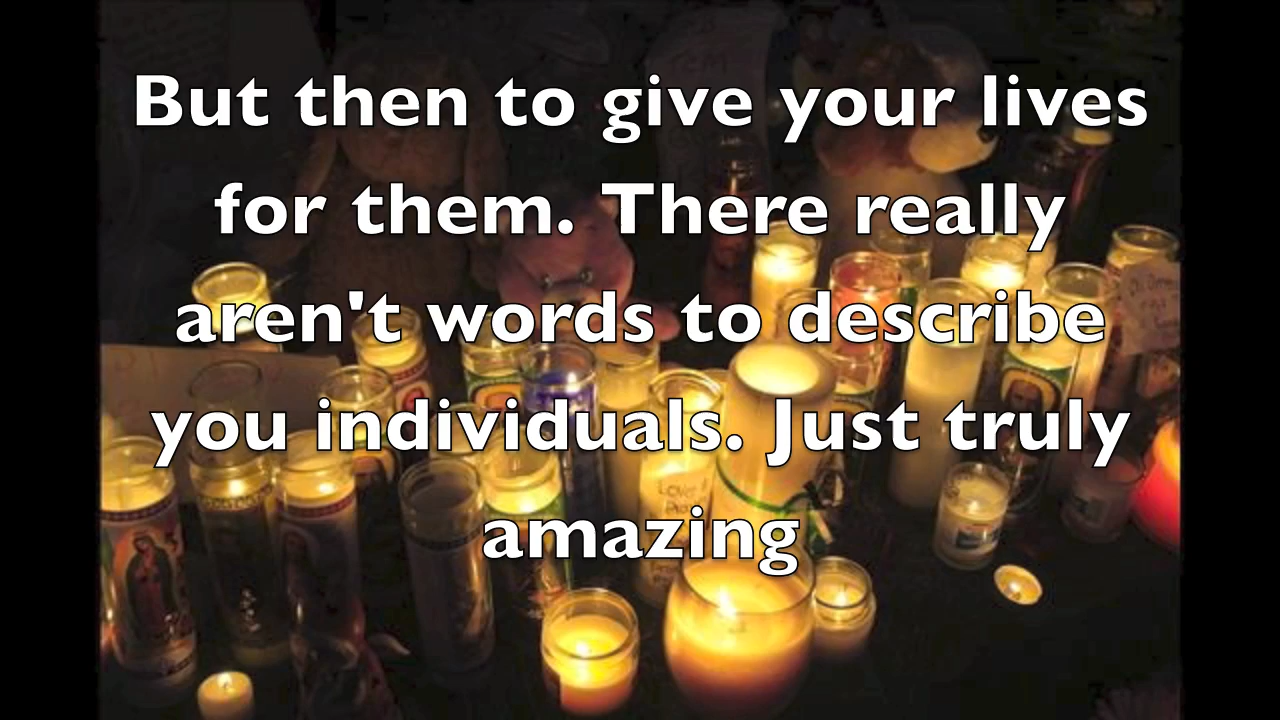 But then to give your lives
for them. There really
aren't words to describe
you individuals. Just truly
amazing